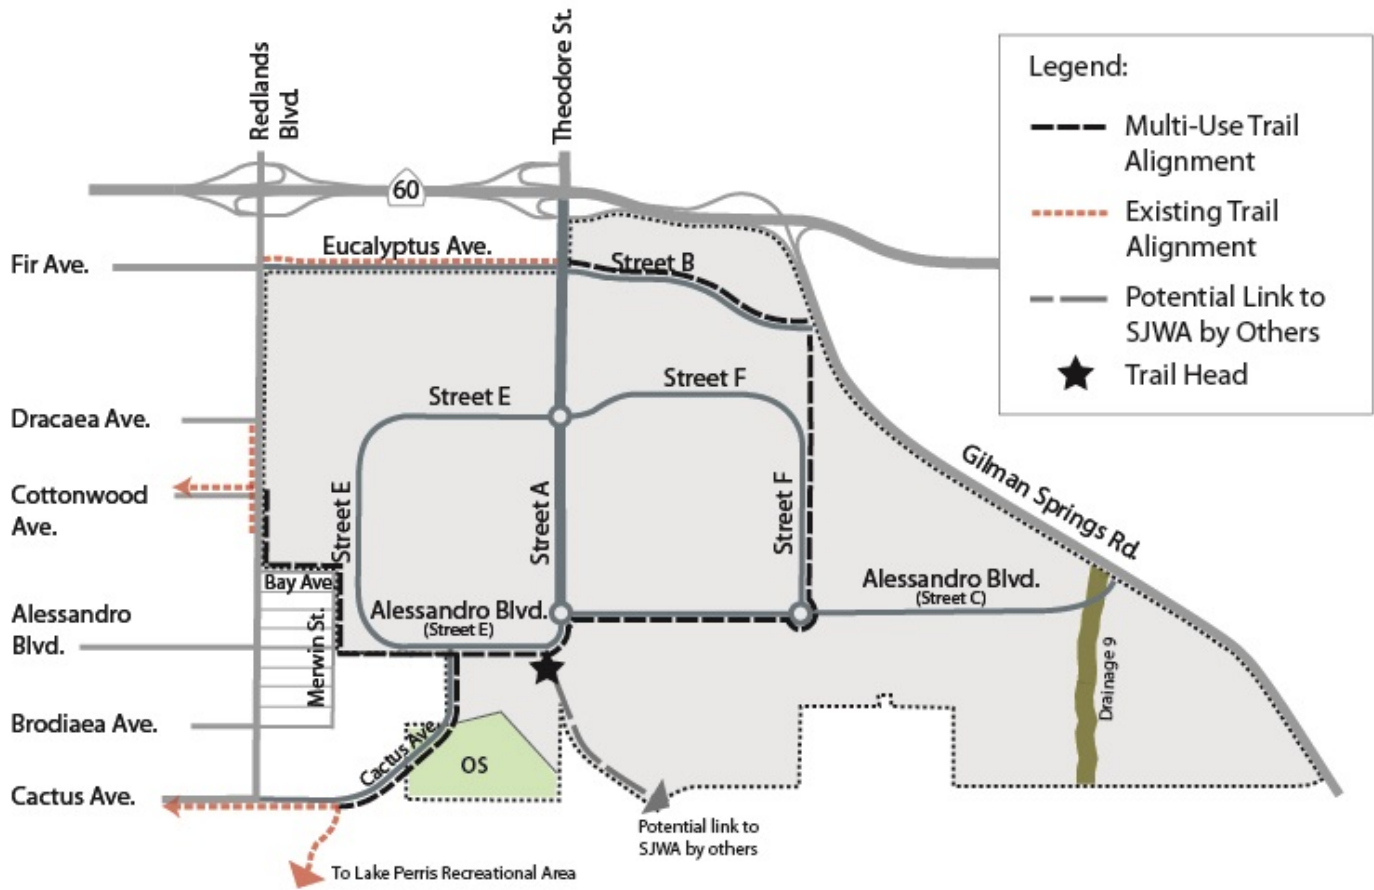 Redlands
Blvd.
Theodore St.
Legend:
Multi-Use Trail
Alignment
Existing Trail
Alignment
Potential Link to
SJWA by Others
Trail Head
60
Fir Ave.
Eucalyptus Ave.
Street B
Dracaea Ave.
Street E
Street F
Cottonwood
Ave.
Street E
Street A
Street F
Gilman Springs Rd.
Bay Ave.
Alessandro
Blvd.
Merwin St.
Alessandro Blvd.
(Street E)
Alessandro Blvd.
(Street C)
Drainage 9
Brodiaea Ave.
Cactus Ave.
OS
Cactus Ave.
Potential link to
SJWA by others
To Lake Perris Recreational Area